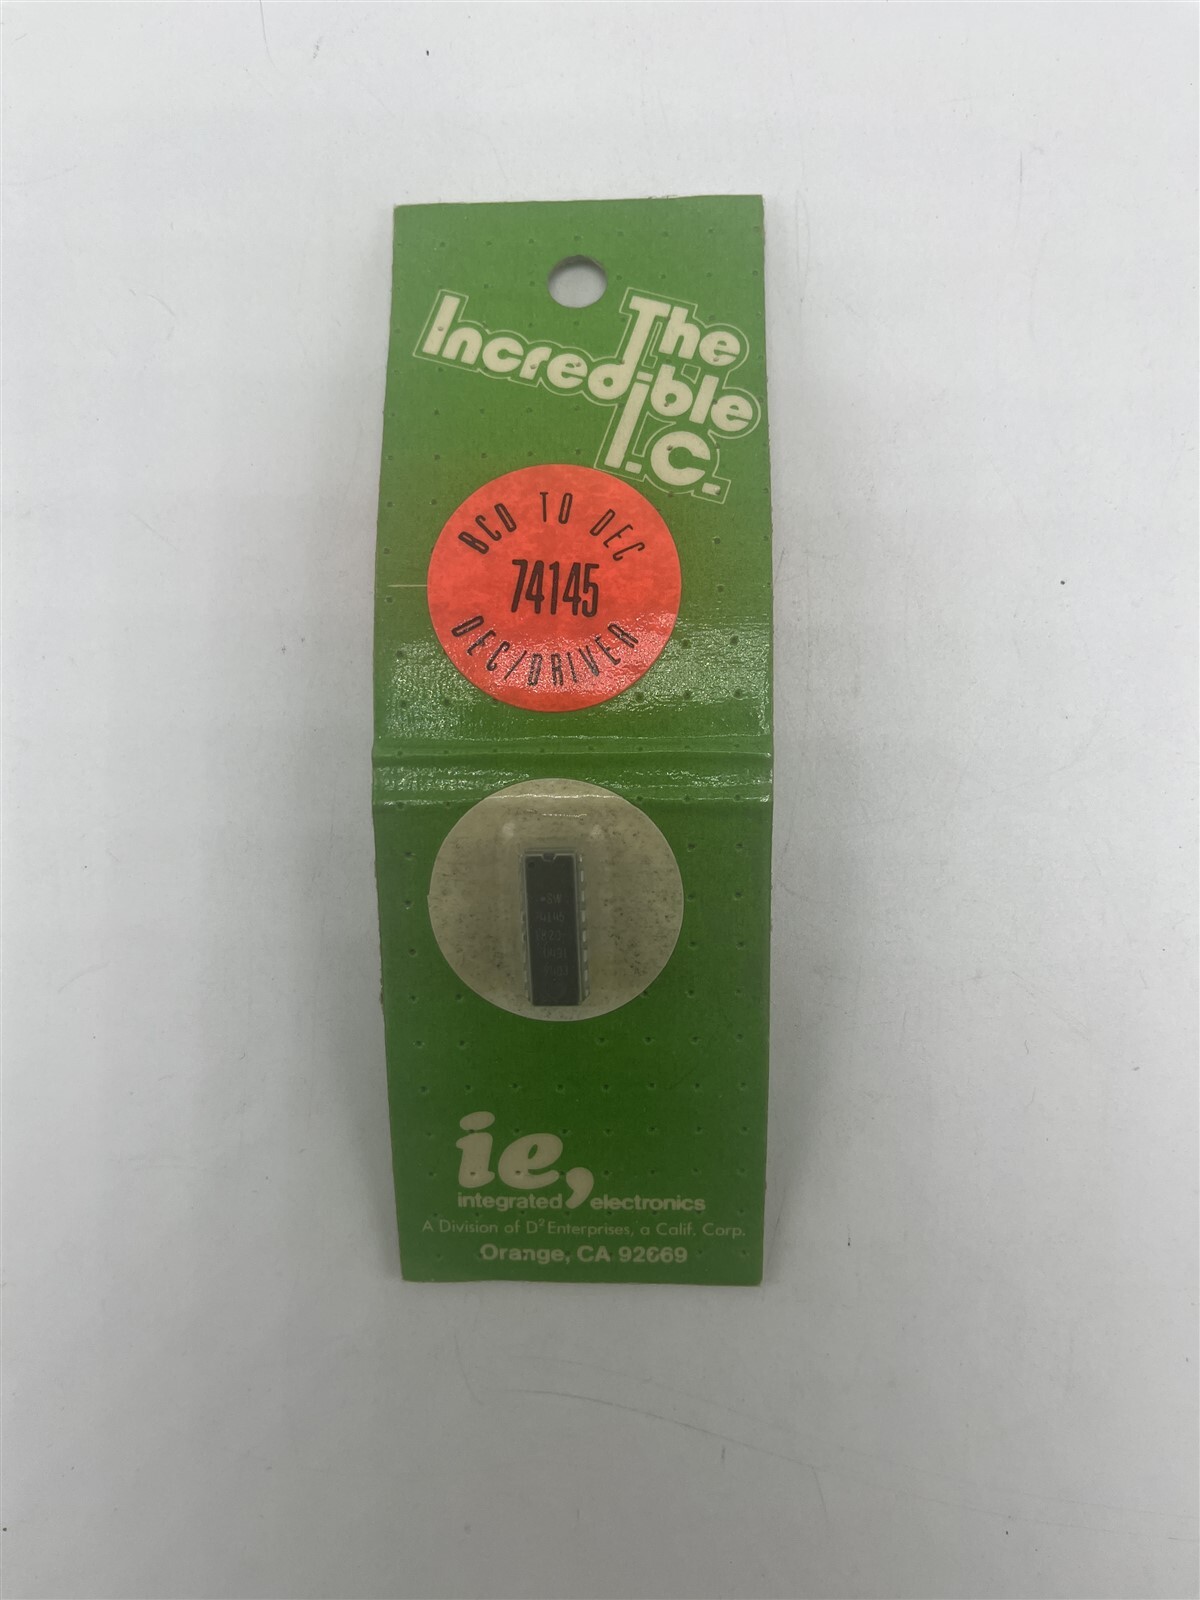 The
Incredible
I.C.
BCD TO DEC
74145
DEC/DRIVER
ie,
integrated electronics
A Division of D² Enterprises, a Calif. Corp.
Orange, CA 92669